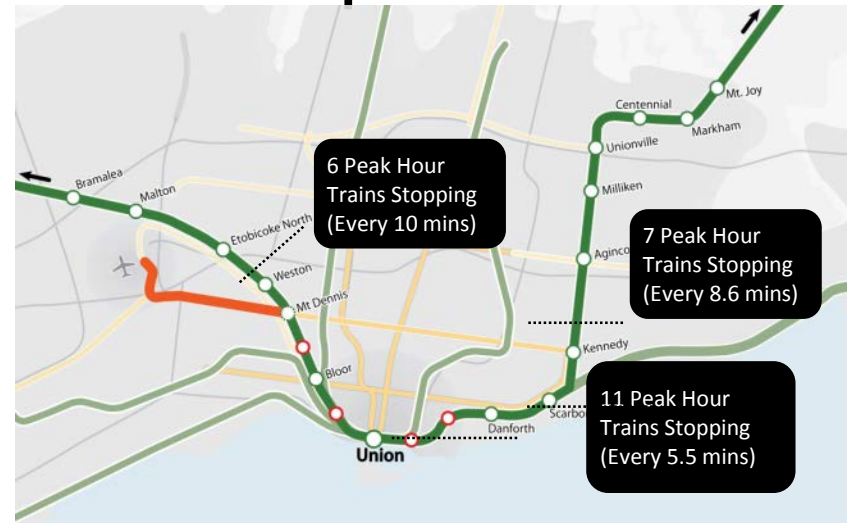 Mt. Joy
Centennial
Markham
Unionville
6 Peak Hour
Trains Stopping
(Every 10 mins)
Bramalea
Malton
Milliken
Etobicoke North
7 Peak Hour
Trains Stopping
(Every 8.6 mins)
Weston
Mt Dennis
Kennedy
Bloor
11 Peak Hour
Trains Stopping
(Every 5.5 mins)
Danforth
Union